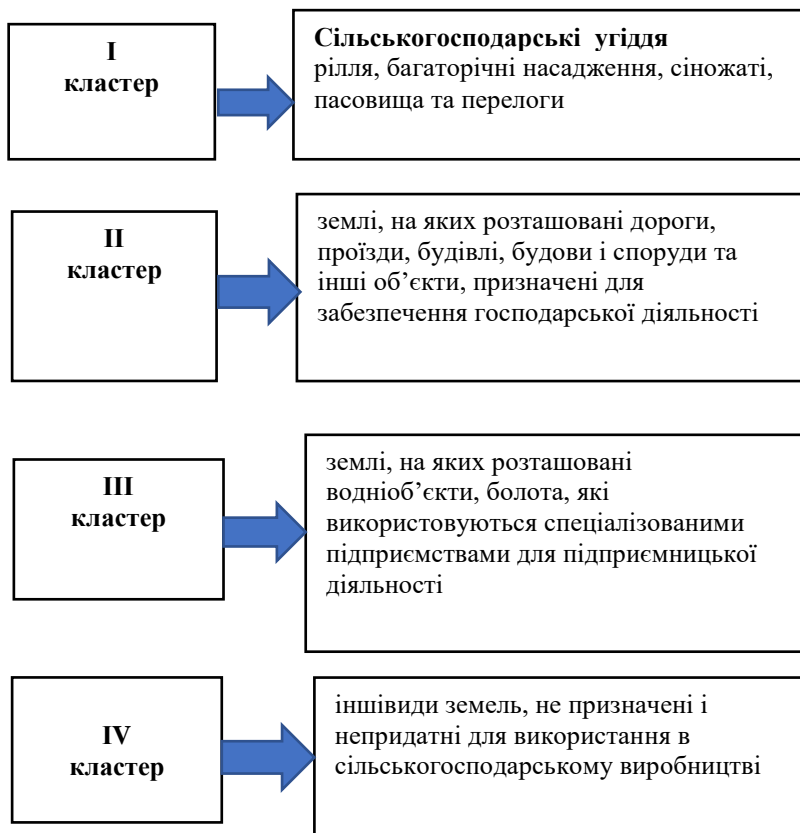 І
кластер
Сільськогосподарські угіддя
рілля, багаторічні насадження, сіножаті,
пасовища та перелоги
ІІ
кластер
землі, на яких розташовані дороги,
проїзди, будівлі, будови і споруди та
інші об’єкти, призначені для
забезпечення господарської діяльності
ІІІ
кластер
землі, на яких розташовані
водніоб’єкти, болота, які
використовуються спеціалізованими
підприємствами для підприємницької
діяльності
IV
кластер
іншівиди земель, не призначені і
непридатні для використання в
сільськогосподарському виробництві